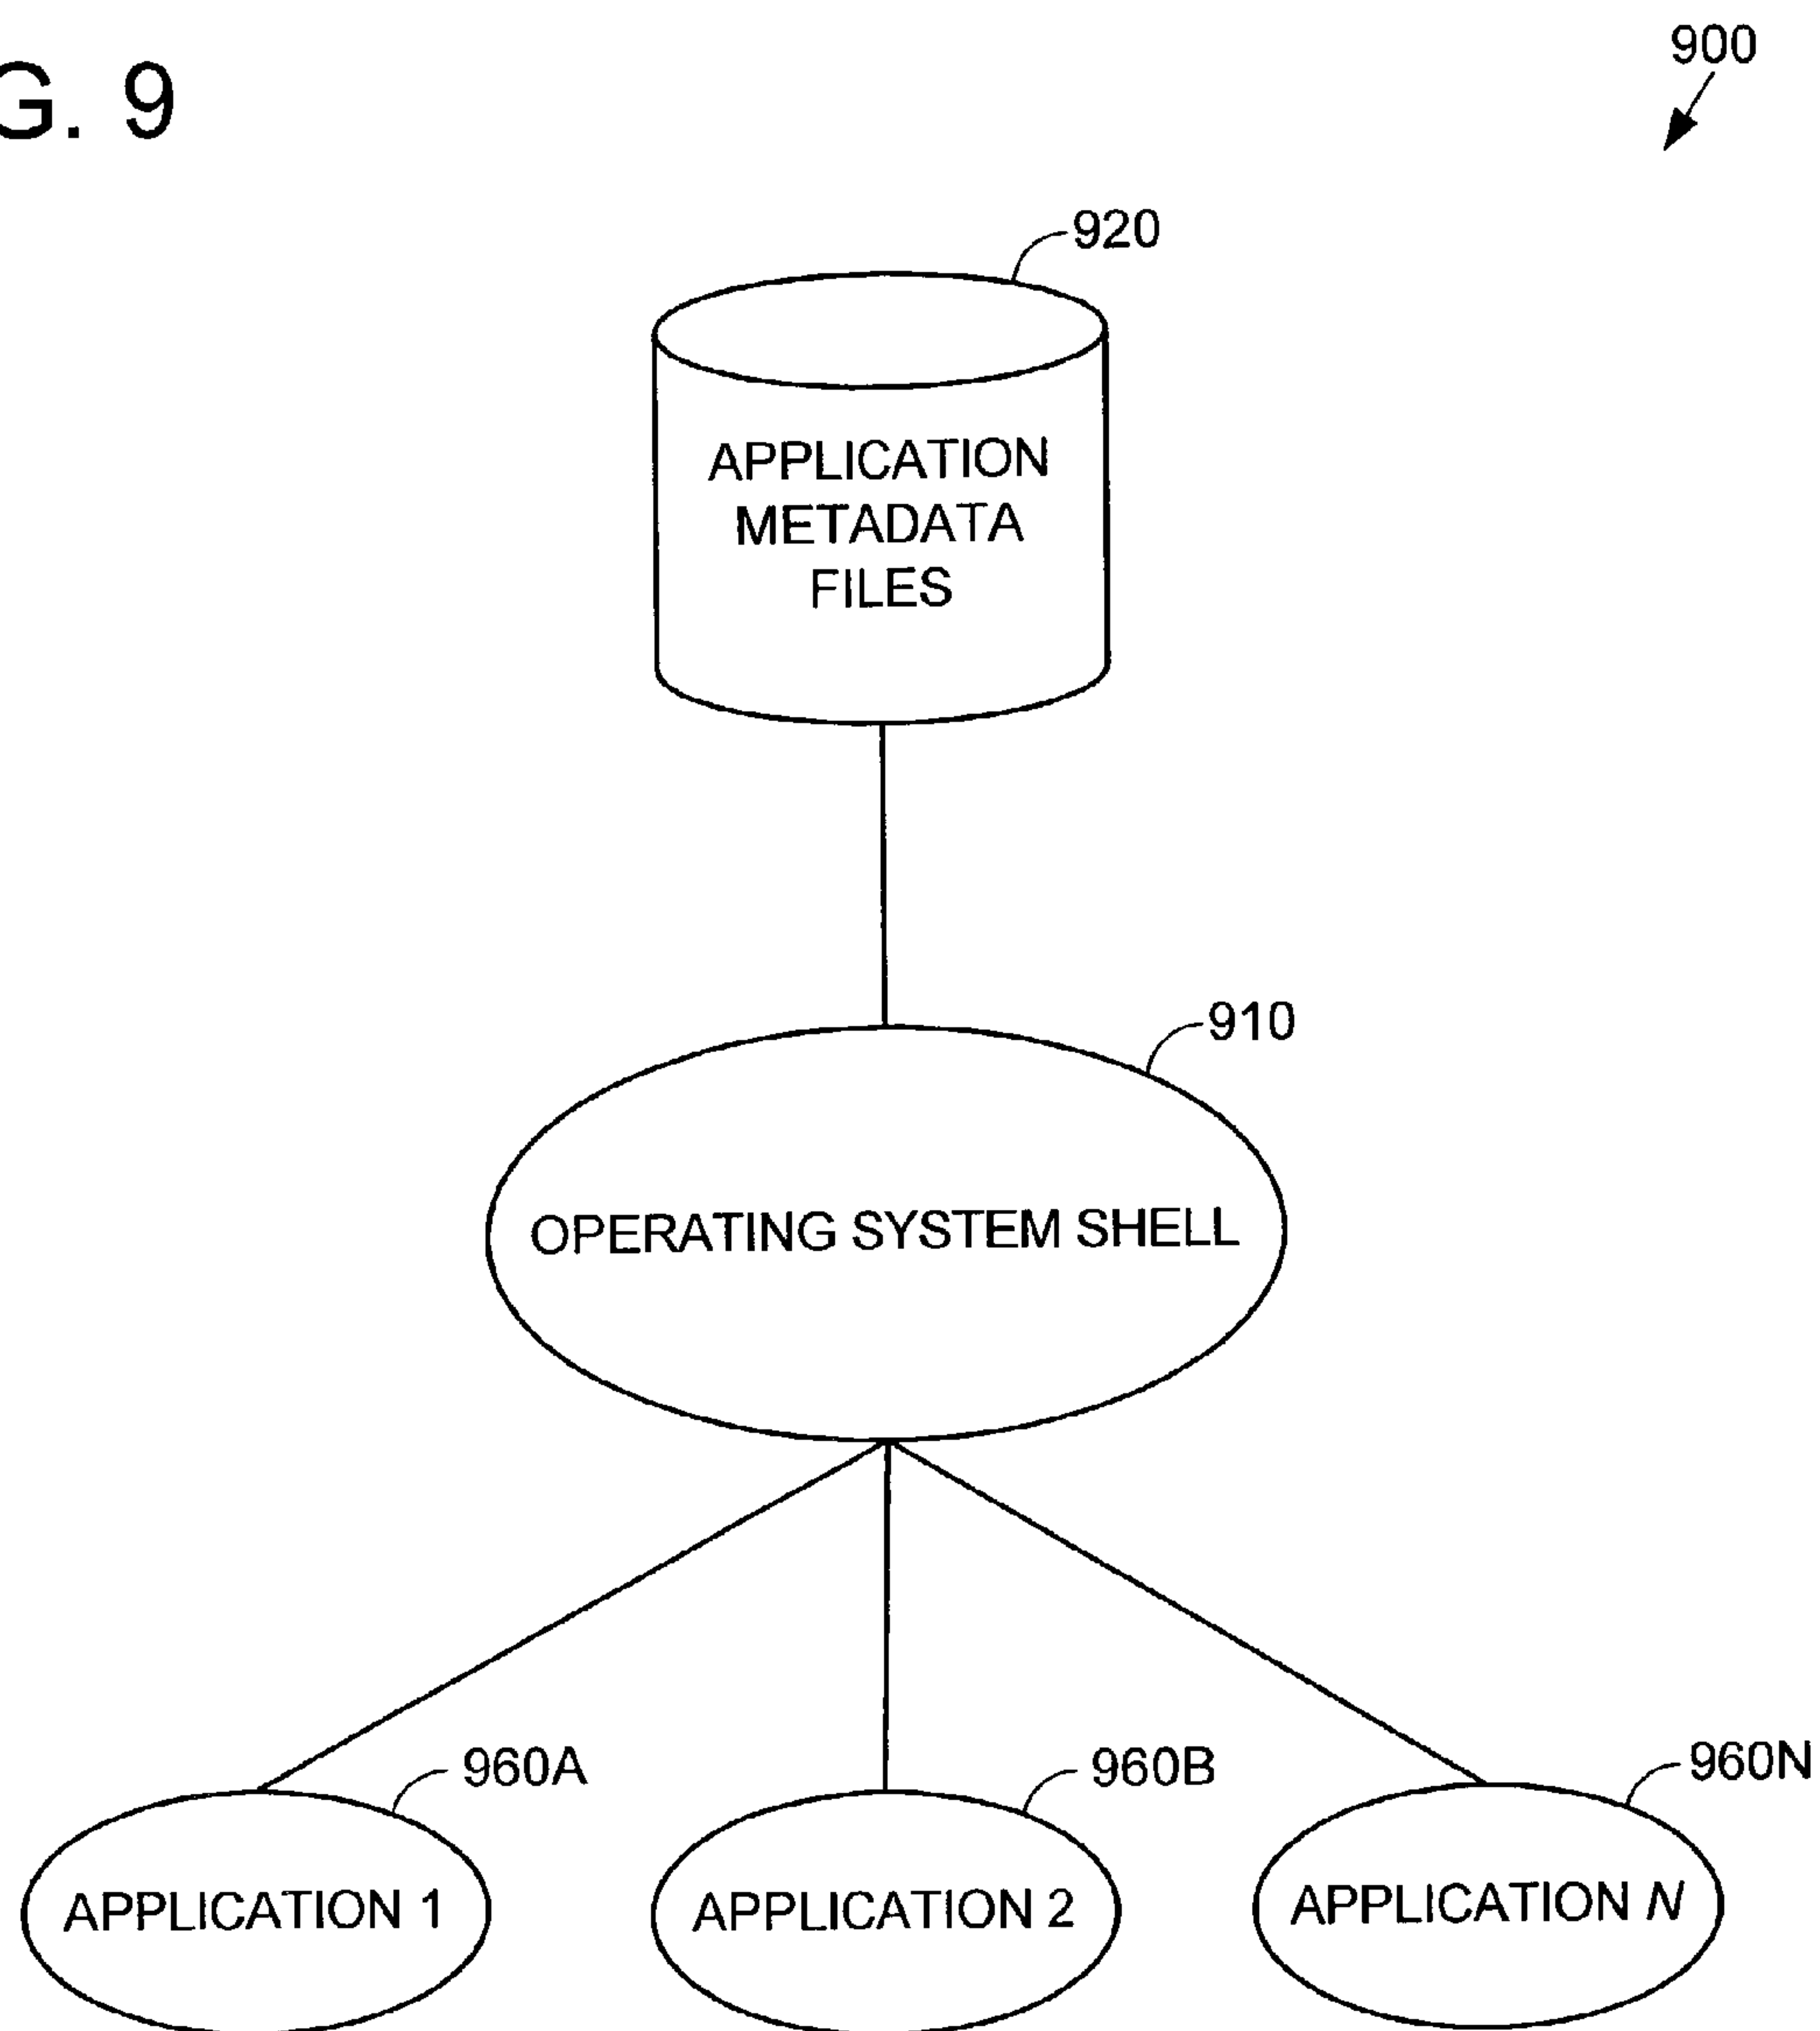 G. 9
900
920
APPLICATION
METADATA
FILES
910
OPERATING SYSTEM SHELL
960A
960B
960N
APPLICATION 1
APPLICATION 2
APPLICATION N